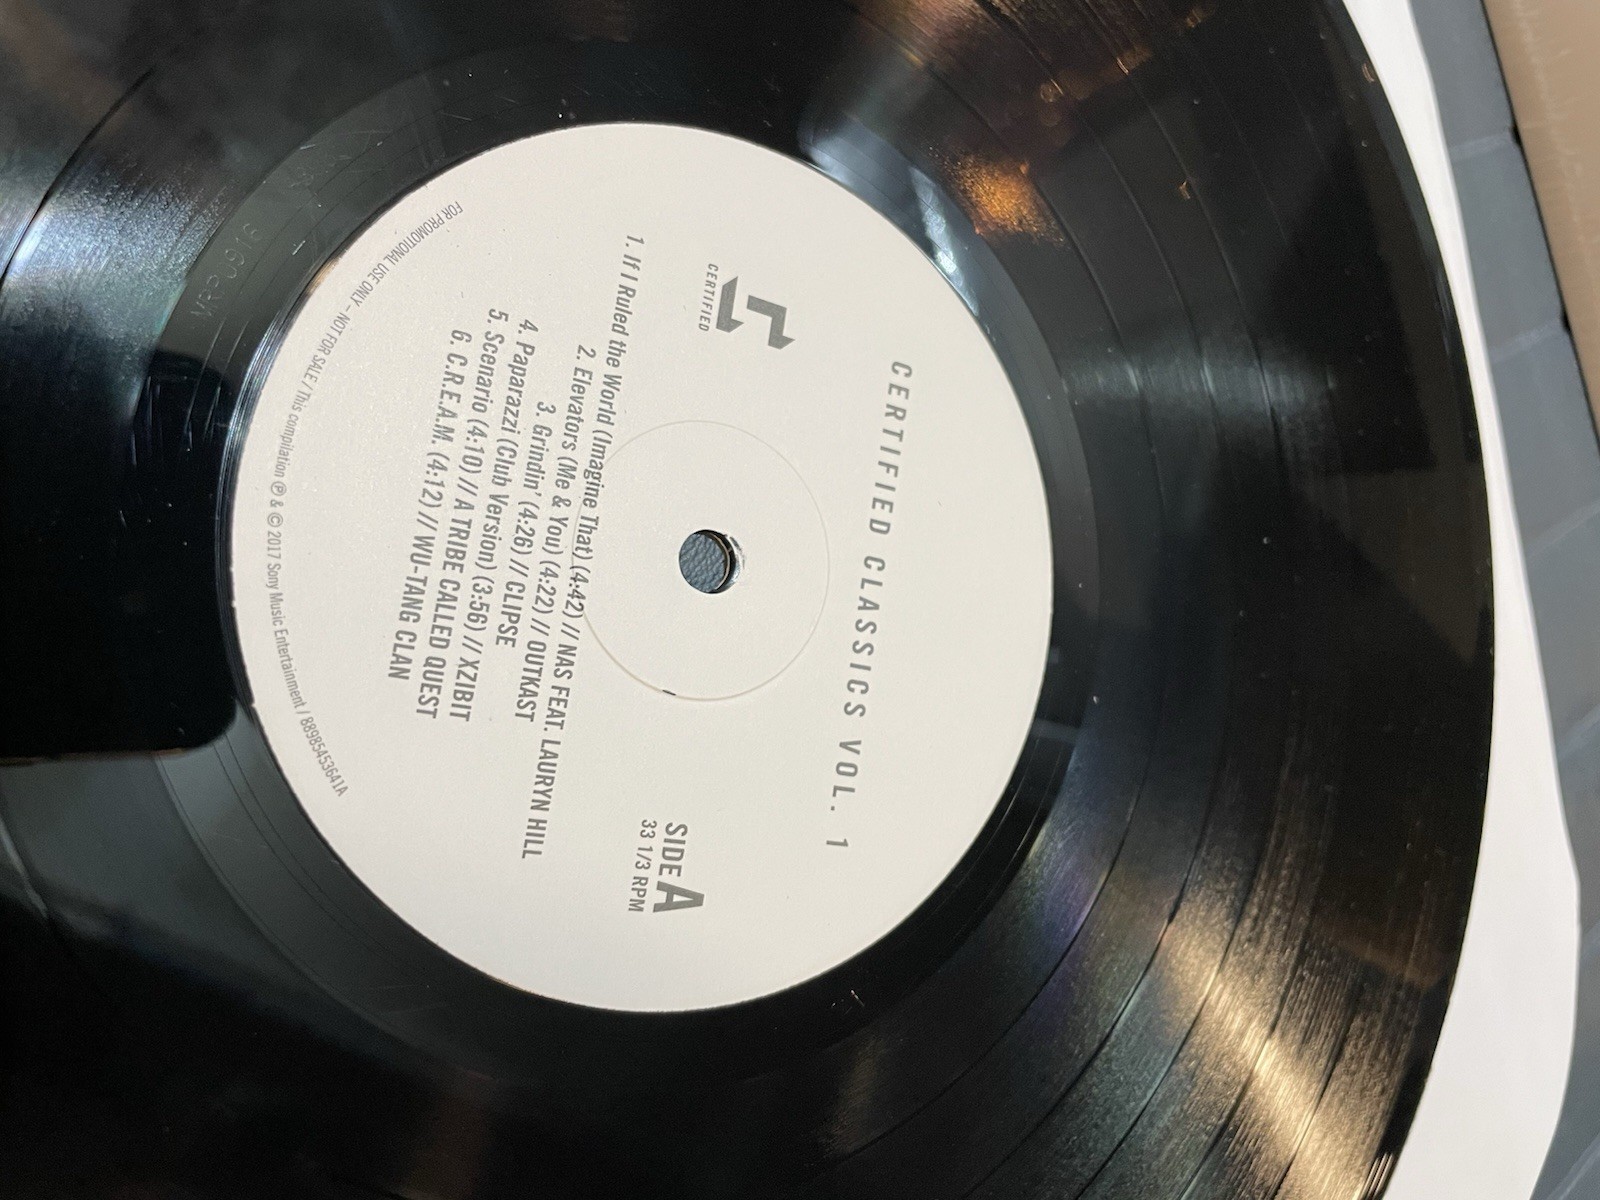 CERTIFIED CLASSICS VOL. 1
CERTIFIED
SIDE A
33 1/3 RPM
1. If I Ruled the World (Imagine That) (4:42) // NAS FEAT. LAURYN HILL
2. Elevators (Me & You) (4:22) // OUTKAST
3. Grindin' (4:26) // CLIPSE
4. Paparazzi (Club Version) (3:56) // XZIBIT
5. Scenario (4:10) // A TRIBE CALLED QUEST
6. C.R.E.A.M. (4:12) // WU-TANG CLAN
FOR PROMOTIONAL USE ONLY – NOT FOR SALE / This compilation ℗ & © 2017 Sony Music Entertainment / 88985453641A